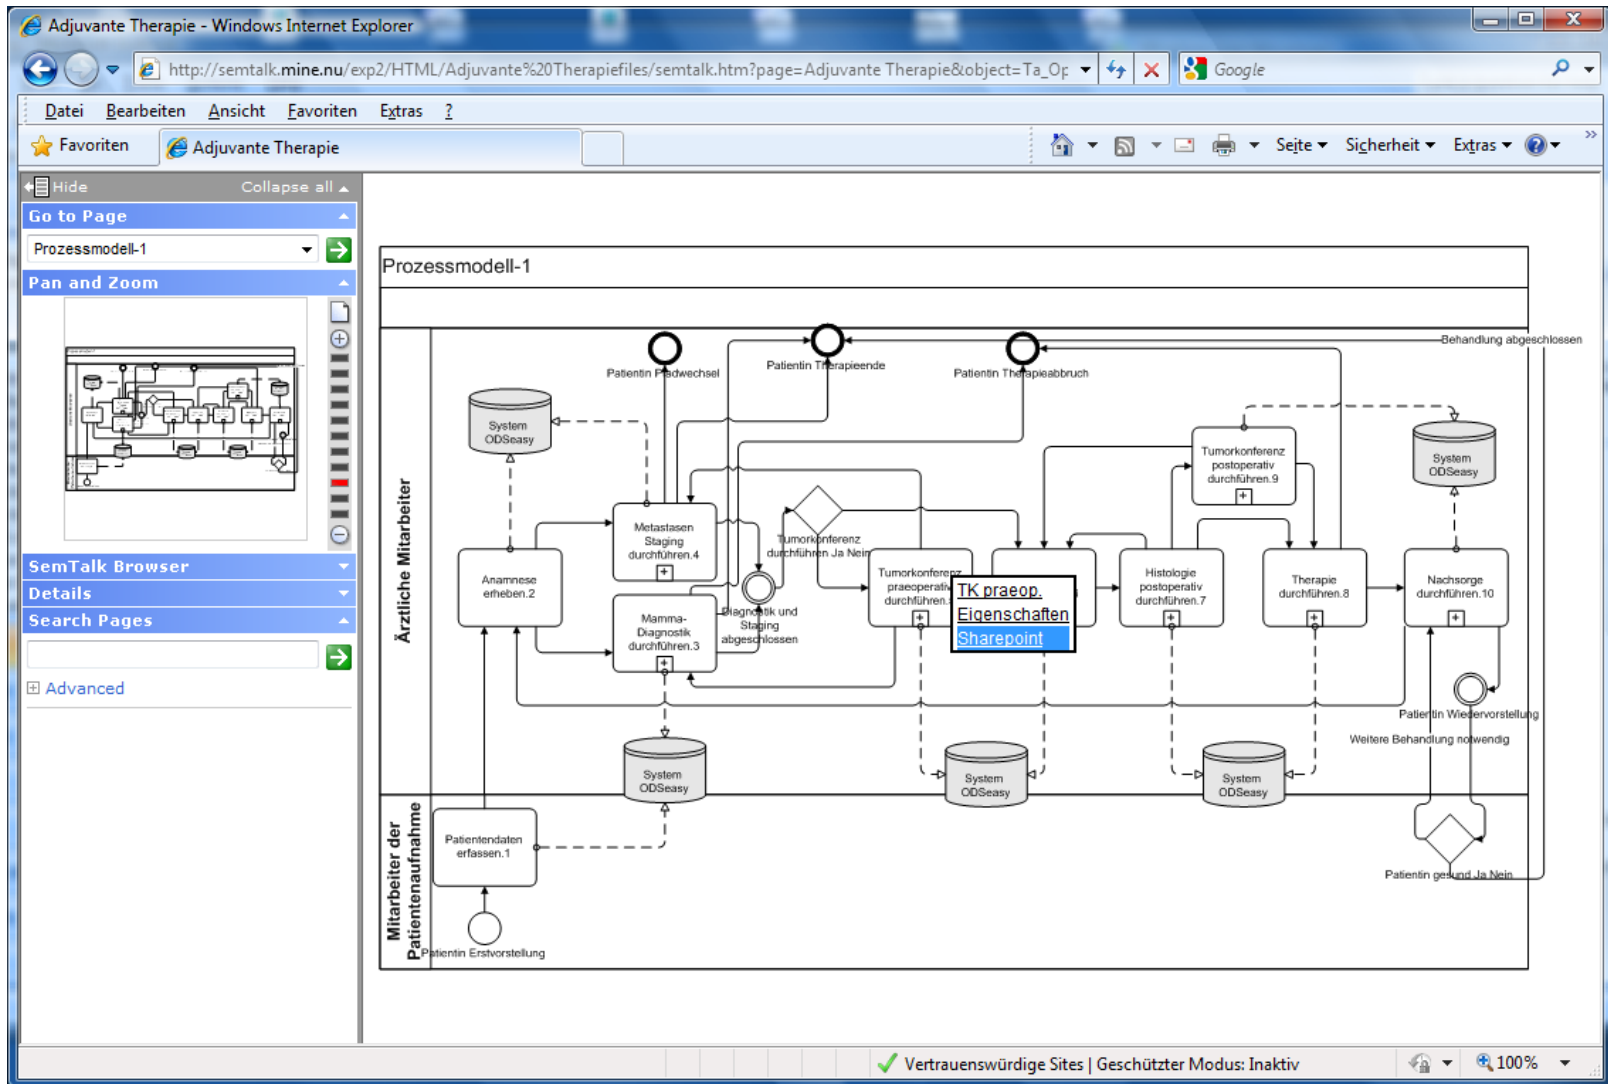 Adjuvante Therapie - Windows Internet Explorer
http://semtalk.mine.nu/exp2/HTML/Adjuvante%20Therapiefiles/semtalk.htm?page=Adjuvante Therapie&object=Ta_Op
Google
Datei Bearbeiten Ansicht Favoriten Extras ?
Favoriten
Adjuvante Therapie
Seite Sicherheit Extras
Hide Collapse all
Go to Page
Prozessmodell-1
Pan and Zoom
SemTalk Browser
Details
Search Pages
Advanced
Prozessmodell-1
Ärztliche Mitarbeiter
Mitarbeiter der
Patientenaufnahme
Behandlung abgeschlossen
Patientin Pfadwechsel
Patientin Therapieende
Patientin Therapieabbruch
System
ODSeasy
Tumorkonferenz
postoperativ
durchführen.9
System
ODSeasy
Metastasen
Staging
durchführen.4
Tumorkonferenz
durchführen Ja Nein
Anamnese
erheben.2
Mamma-
Diagnostik
durchführen.3
Diagnostik und
Staging
abgeschlossen
Tumorkonferenz
praeoperativ
durchführen.
TK praeop.
Eigenschaften
Sharepoint
Histologie
postoperativ
durchführen.7
Therapie
durchführen.8
Nachsorge
durchführen.10
Patientin Wiedervorstellung
Weitere Behandlung notwendig
System
ODSeasy
System
ODSeasy
System
ODSeasy
Patientendaten
erfassen.1
Patientin gesund Ja Nein
Patientin Erstvorstellung
Vertrauenswürdige Sites | Geschützter Modus: Inaktiv
100%